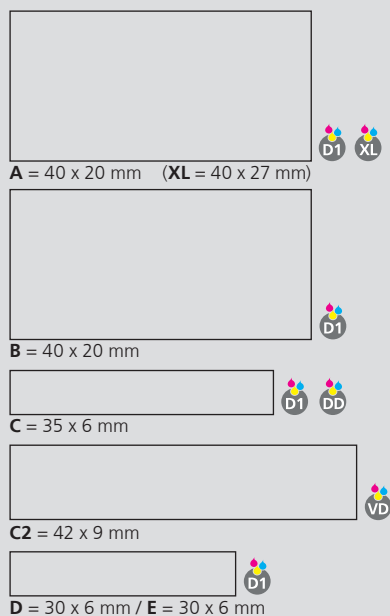 D1 XL
A = 40 x 20 mm (XL = 40 x 27 mm)
D1
B = 40 x 20 mm
D1 DD
C = 35 x 6 mm
VD
C2 = 42 x 9 mm
D1
D = 30 x 6 mm / E = 30 x 6 mm